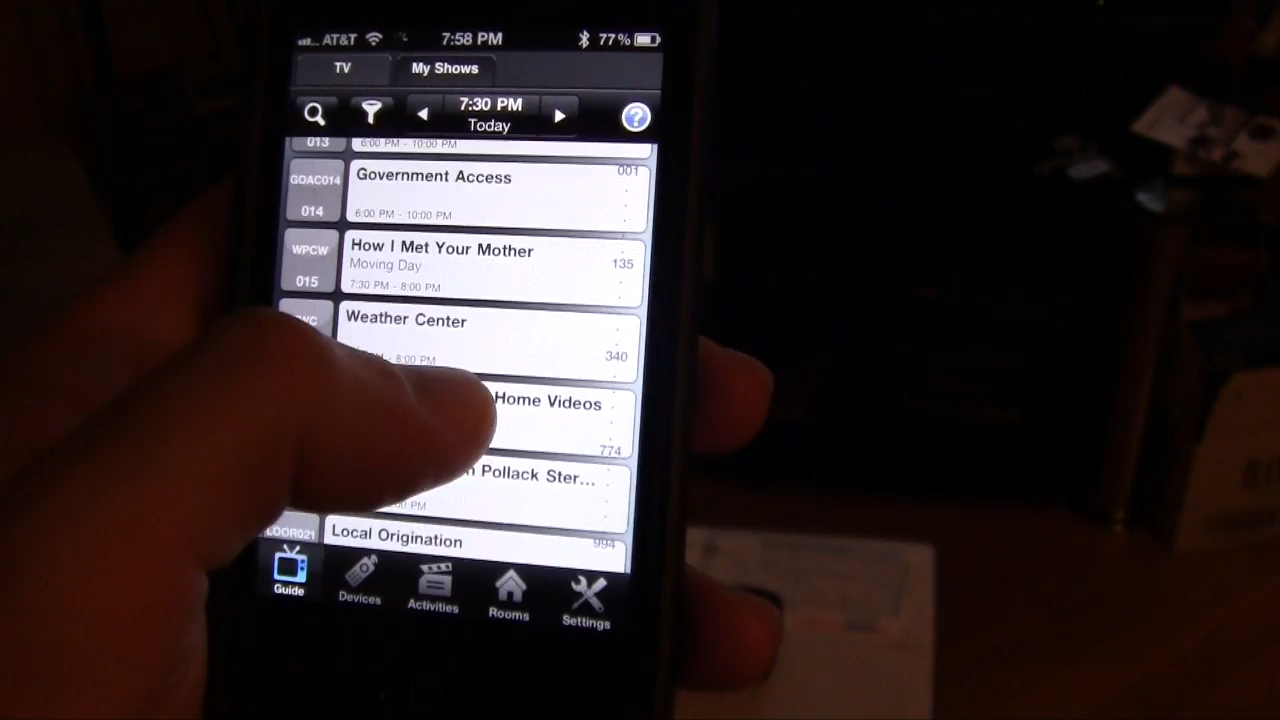 AT&T 7:58 PM 77%
TV My Shows
7:30 PM
Today
?
013 6:00 PM - 10:00 PM
GOAC014 Government Access 001
014 6:00 PM - 10:00 PM
WPCW How I Met Your Mother
Moving Day 135
015 7:30 PM - 8:00 PM
Weather Center
8:00 PM 340
Home Videos
774
Pollack Ster...
PM
Local Origination 994
Guide Devices Activities Rooms Settings